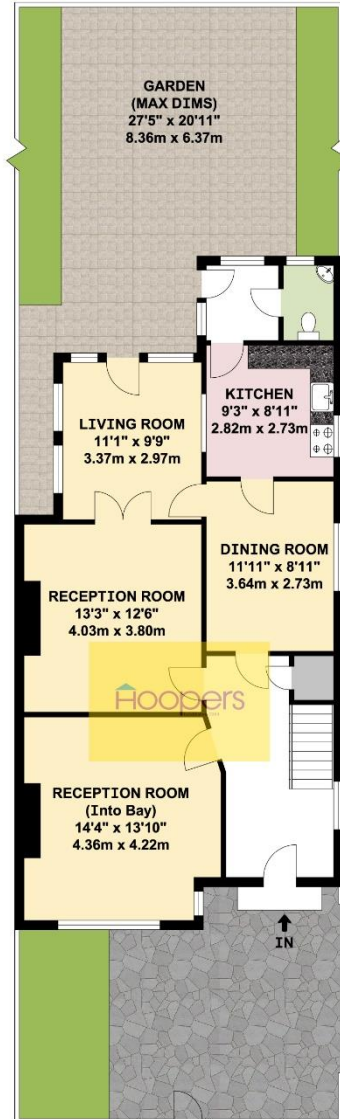 GARDEN
(MAX DIMS)
27'5" x 20'11"
8.36m x 6.37m
KITCHEN
9'3" x 8'11"
2.82m x 2.73m
LIVING ROOM
11'1" x 9'9"
3.37m x 2.97m
DINING ROOM
11'11" x 8'11"
3.64m x 2.73m
RECEPTION ROOM
13'3" x 12'6"
4.03m x 3.80m
Hoopers
RECEPTION ROOM
(Into Bay)
14'4" x 13'10"
4.36m x 4.22m
IN